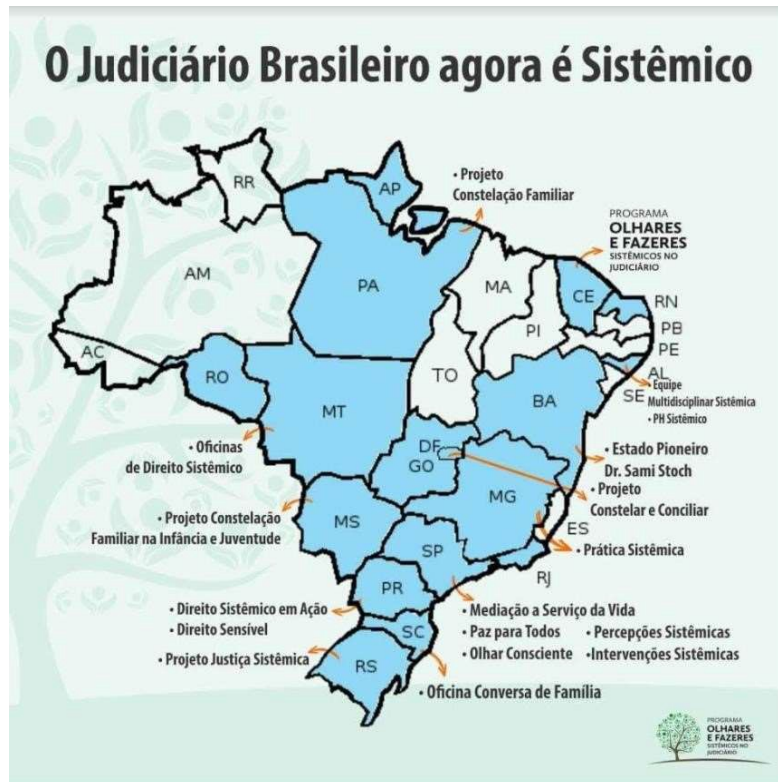 O Judiciário Brasileiro agora é Sistêmico
RR
AP
• Projeto
Constelação Familiar
PROGRAMA
OLHARES
E FAZERES
SISTÊMICOS NO
JUDICIÁRIO
AM
PA
MA
CE
RN
PB
PE
AL
SE
PI
AC
RO
TO
BA
MT
• Equipe
Multidisciplinar Sistêmica
• PH Sistêmico
• Oficinas
de Direito Sistêmico
DF
GO
• Estado Pioneiro
Dr. Sami Stoch
• Projeto
Constelar e Conciliar
MG
ES
• Projeto Constelação
Familiar na Infância e Juventude
MS
SP
• Prática Sistêmica
RJ
PR
• Direito Sistêmico em Ação
• Direito Sensível
SC
• Mediação a Serviço da Vida
• Paz para Todos
• Percepções Sistêmicas
• Olhar Consciente
•Intervenções Sistêmicas
• Projeto Justiça Sistêmica
RS
• Oficina Conversa de Família
PROGRAMA
OLHARES
E FAZERES
SISTÊMICOS NO
JUDICIÁRIO